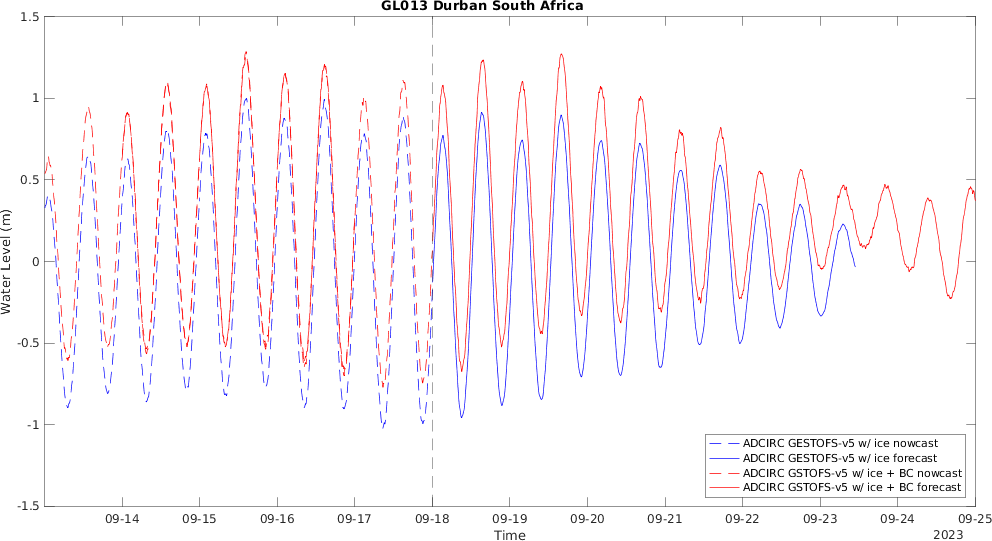 GL013 Durban South Africa
1.5
1
0.5
0
-0.5
-1
-1.5
Water Level (m)
ADCIRC GESTOFS-v5 w/ ice nowcast
ADCIRC GESTOFS-v5 w/ ice forecast
ADCIRC GSTOFS-v5 w/ ice + BC nowcast
ADCIRC GSTOFS-v5 w/ ice + BC forecast
09-14 09-15 09-16 09-17 09-18 09-19 09-20 09-21 09-22 09-23 09-24 09-25
Time
2023